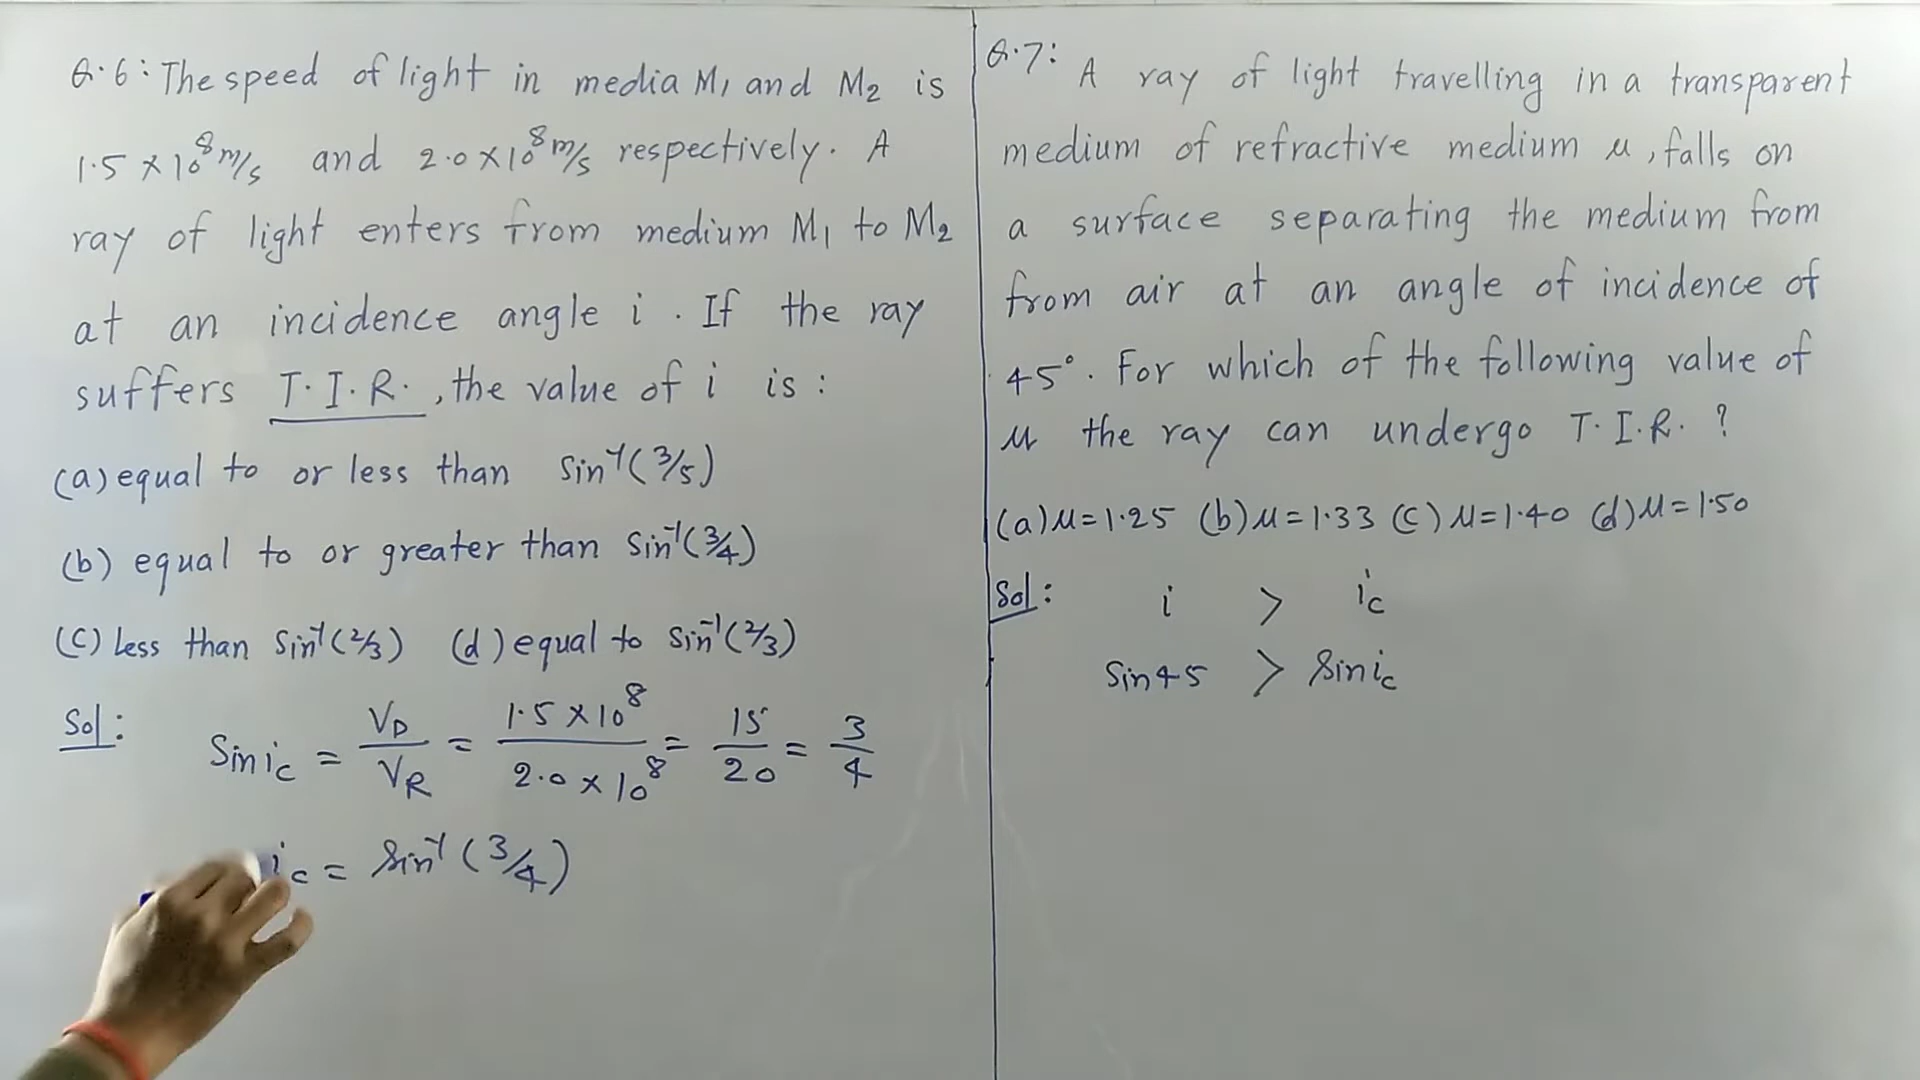 Q.6: The speed of light in media M₁ and M₂ is
1.5 × 10⁸ m/s and 2.0 × 10⁸ m/s respectively. A
ray of light enters from medium M₁ to M₂
at an incidence angle i. If the ray
suffers T.I.R., the value of i is:
(a) equal to or less than sin⁻¹(3/5)
(b) equal to or greater than sin⁻¹(3/4)
(c) less than sin⁻¹(2/3) (d) equal to sin⁻¹(2/3)
Sol: Sin i_c = V_D/V_R = 1.5 × 10⁸/2.0 × 10⁸ = 15/20 = 3/4
i_c = sin⁻¹(3/4)
Q.7: A ray of light travelling in a transparent
medium of refractive medium μ, falls on
a surface separating the medium from
from air at an angle of incidence of
45°. For which of the following value of
μ the ray can undergo T.I.R.?
(a) μ = 1.25 (b) μ = 1.33 (c) μ = 1.40 (d) μ = 1.50
Sol: i > i_c
Sin 45 > Sin i_c